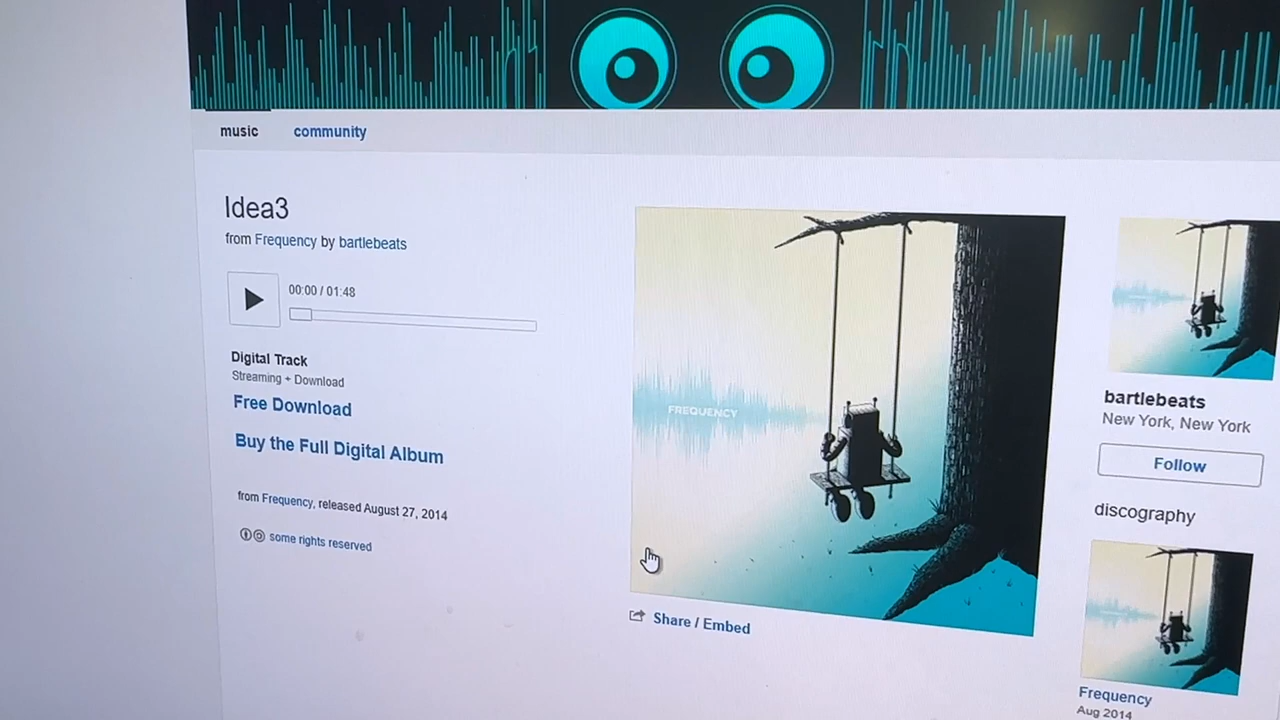 music community
Idea3
from Frequency by bartlebeats
00:00 / 01:48
Digital Track
Streaming + Download
Free Download
Buy the Full Digital Album
from Frequency, released August 27, 2014
some rights reserved
FREQUENCY
Share / Embed
bartlebeats
New York, New York
Follow
discography
Frequency
Aug 2014